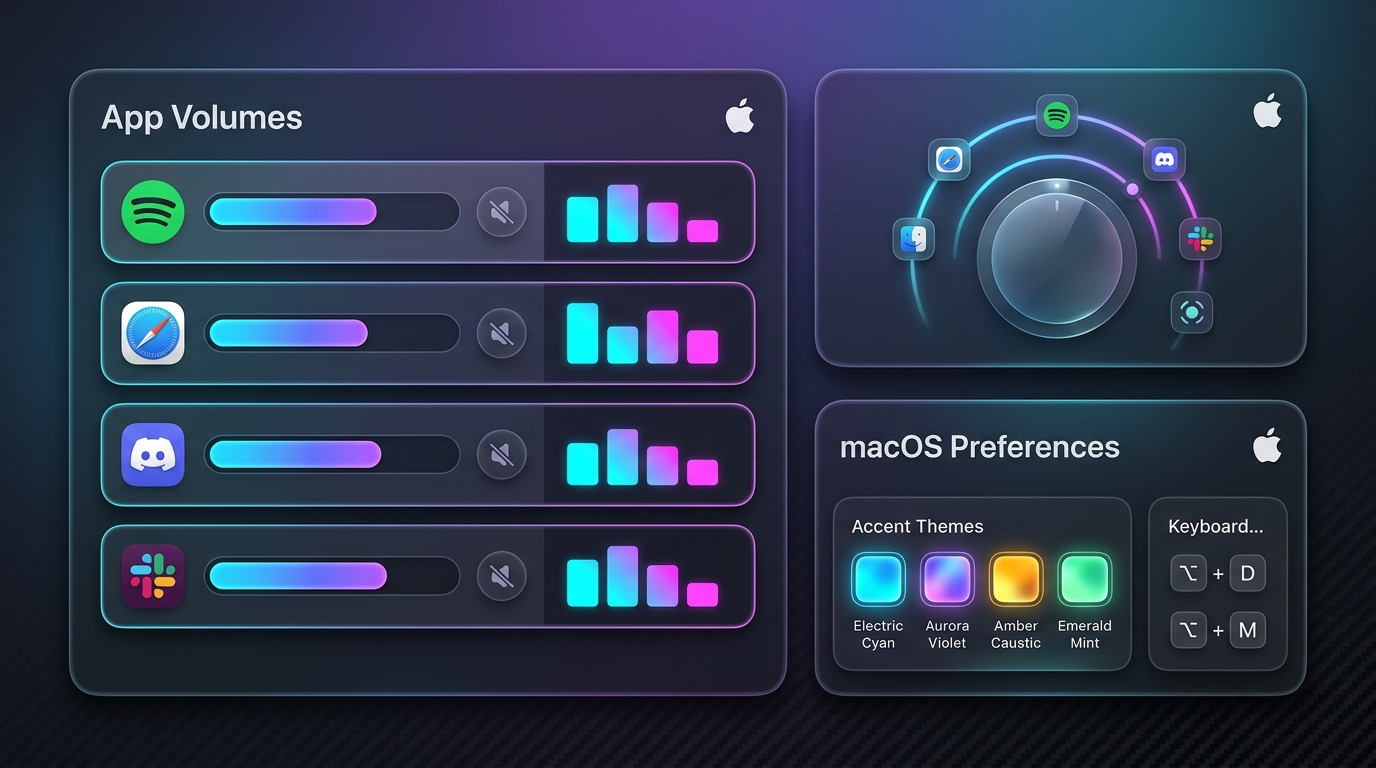 App Volumes
macOS Preferences
Accent Themes
Electric
Cyan
Aurora
Violet
Amber
Caustic
Emerald
Mint
Keyboard...
⌥ + D
⌥ + M